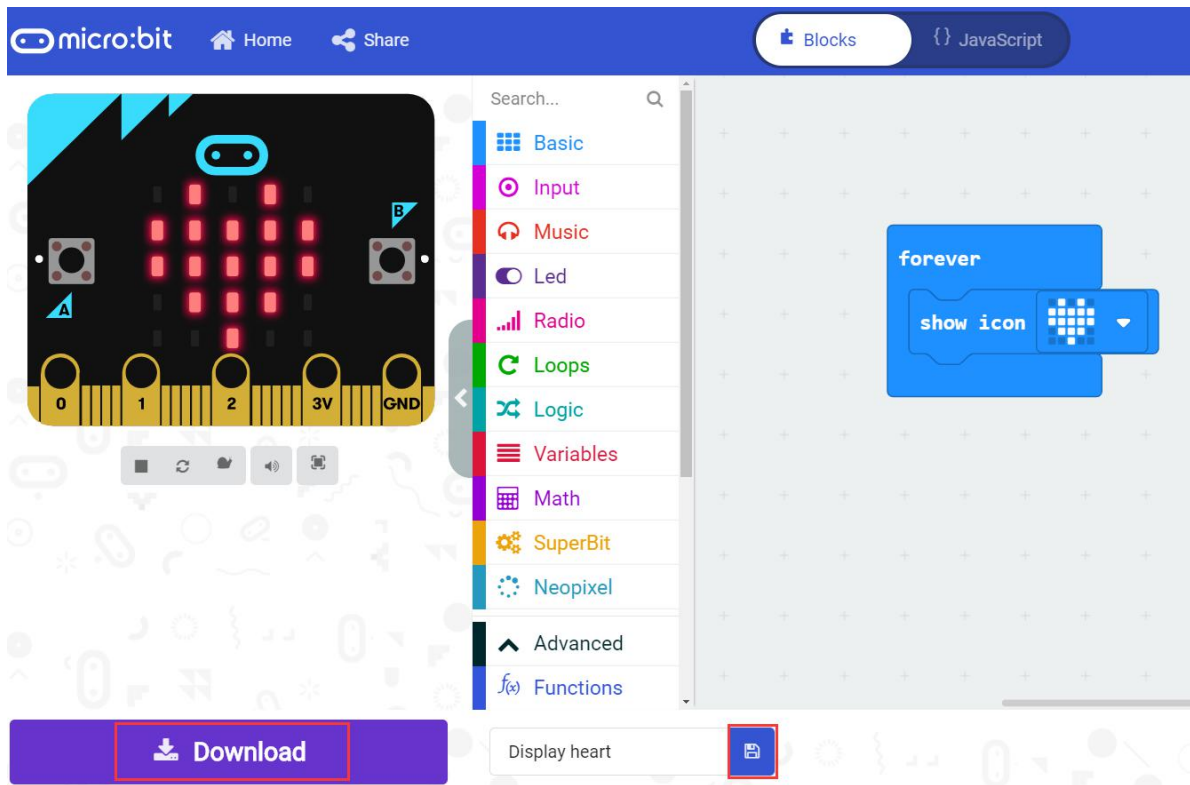 micro:bit Home Share Blocks {} JavaScript
Search...
Basic
Input
Music
Led
Radio
Loops
Logic
Variables
Math
SuperBit
Neopixel
Advanced
f(x) Functions
B
A
0 1 2 3V GND
forever
show icon
Download
Display heart